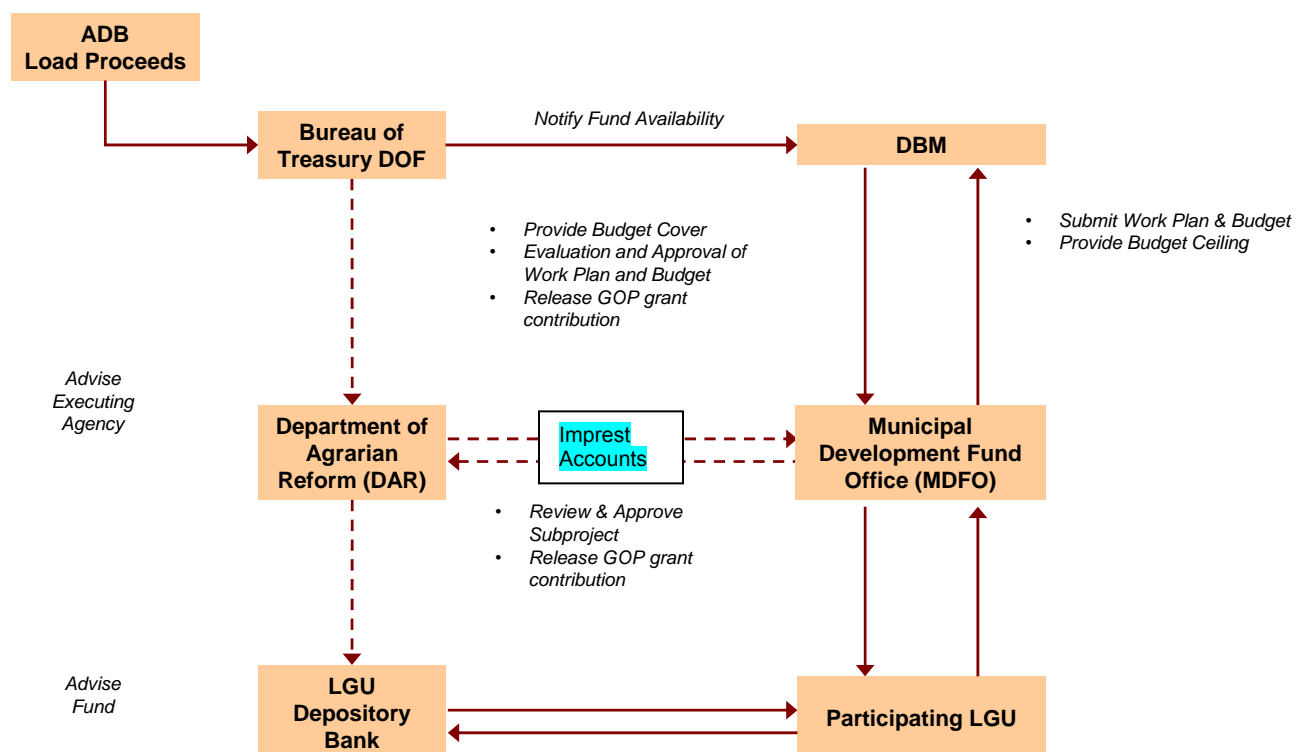 ADB
Load Proceeds
Bureau of
Treasury DOF
Notify Fund Availability
DBM
• Provide Budget Cover
• Evaluation and Approval of
Work Plan and Budget
• Release GOP grant
contribution
• Submit Work Plan & Budget
• Provide Budget Ceiling
Advise
Executing
Agency
Department of
Agrarian
Reform (DAR)
Imprest
Accounts
Municipal
Development Fund
Office (MDFO)
• Review & Approve
Subproject
• Release GOP grant
contribution
Advise
Fund
LGU
Depository
Bank
Participating LGU